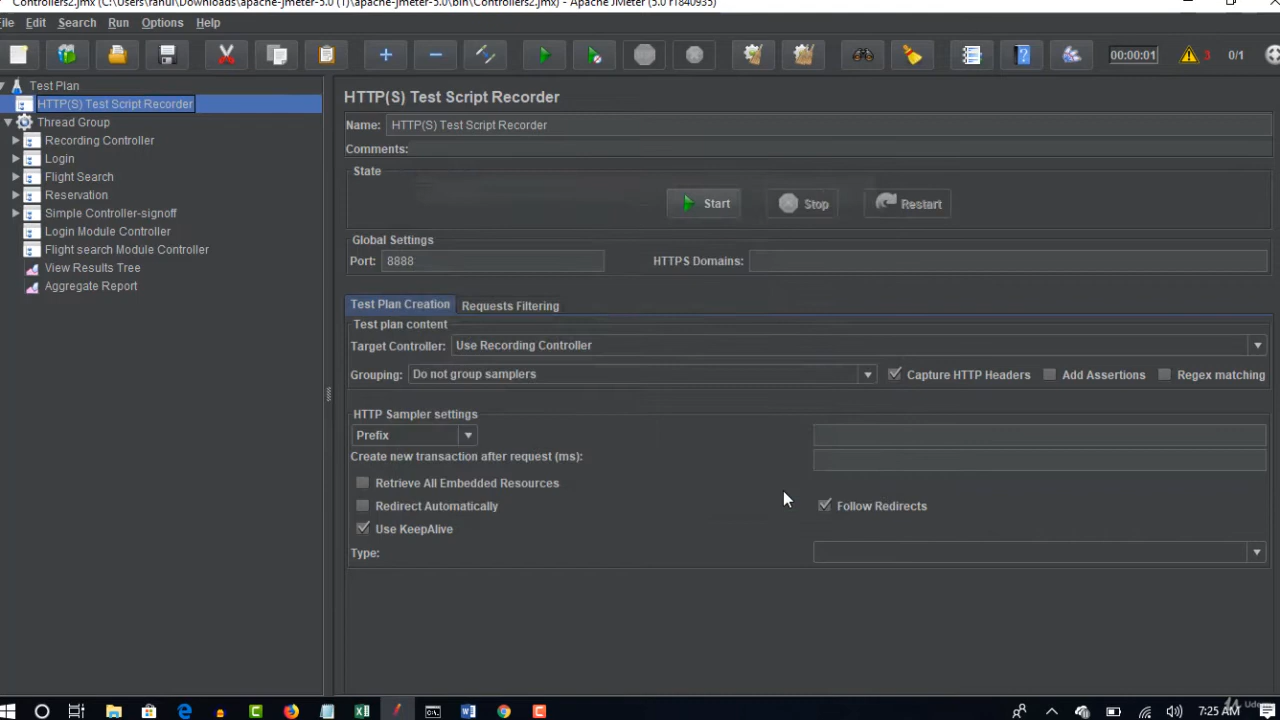 Controllers2.jmx (C:\Users\rahul\Downloads\apache-jmeter-5.0 (1)\apache-jmeter-5.0\bin\Controllers2.jmx) - Apache JMeter (5.0 r1840935)
File Edit Search Run Options Help
00:00:01 3 0/1
Test Plan
HTTP(S) Test Script Recorder
Thread Group
Recording Controller
Login
Flight Search
Reservation
Simple Controller-signoff
Login Module Controller
Flight search Module Controller
View Results Tree
Aggregate Report
HTTP(S) Test Script Recorder
Name: HTTP(S) Test Script Recorder
Comments:
State
Start Stop Restart
Global Settings
Port: 8888 HTTPS Domains:
Test Plan Creation Requests Filtering
Test plan content
Target Controller: Use Recording Controller
Grouping: Do not group samplers Capture HTTP Headers Add Assertions Regex matching
HTTP Sampler settings
Prefix
Create new transaction after request (ms):
Retrieve All Embedded Resources
Redirect Automatically Follow Redirects
Use KeepAlive
Type:
7:25 AM